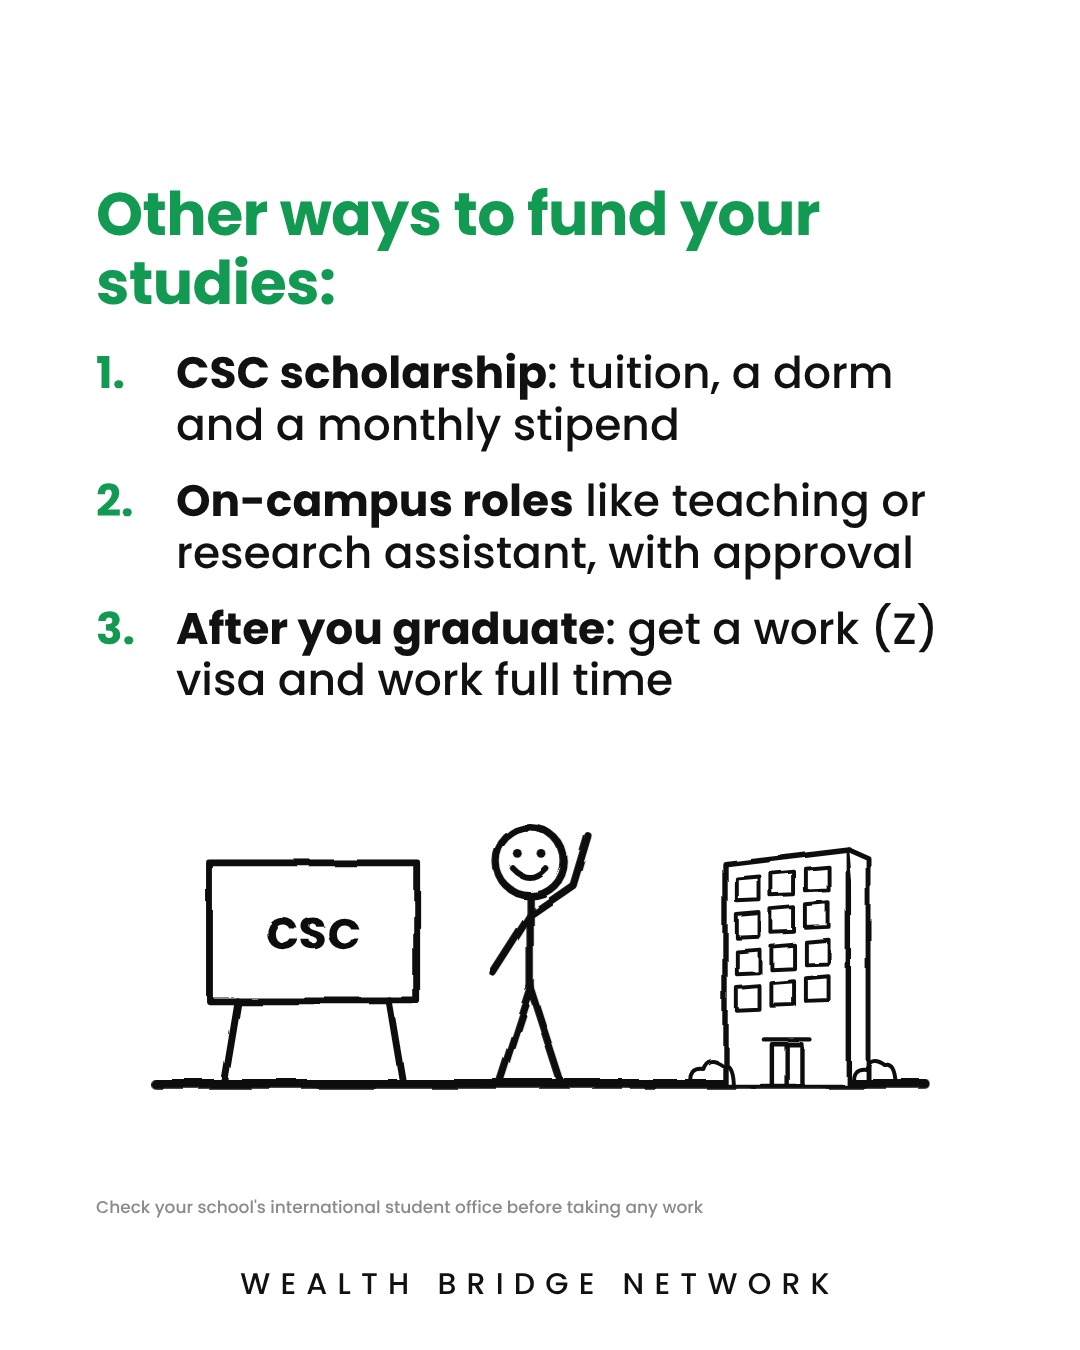 Other ways to fund your
studies:
1. CSC scholarship: tuition, a dorm
and a monthly stipend
2. On-campus roles like teaching or
research assistant, with approval
3. After you graduate: get a work (Z)
visa and work full time
CSC
Check your school's international student office before taking any work
WEALTH BRIDGE NETWORK